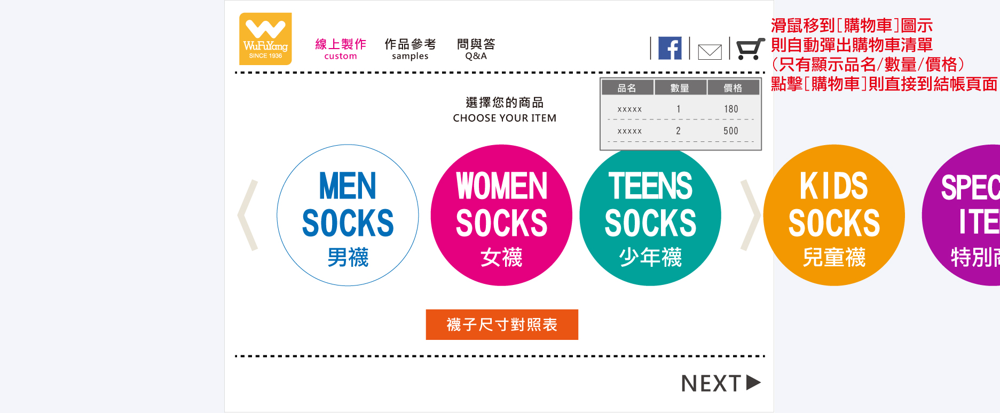 WuFuYang
SINCE 1936
線上製作
custom
作品參考
samples
問與答
Q&A
滑鼠移到[購物車]圖示
則自動彈出購物車清單
(只有顯示品名/數量/價格)
點擊[購物車]則直接到結帳頁面
品名 數量 價格
xxxxx 1 180
xxxxx 2 500
選擇您的商品
CHOOSE YOUR ITEM
MEN
SOCKS
男襪
WOMEN
SOCKS
女襪
TEENS
SOCKS
少年襪
KIDS
SOCKS
兒童襪
SPEC
ITE
特別商
襪子尺寸對照表
NEXT